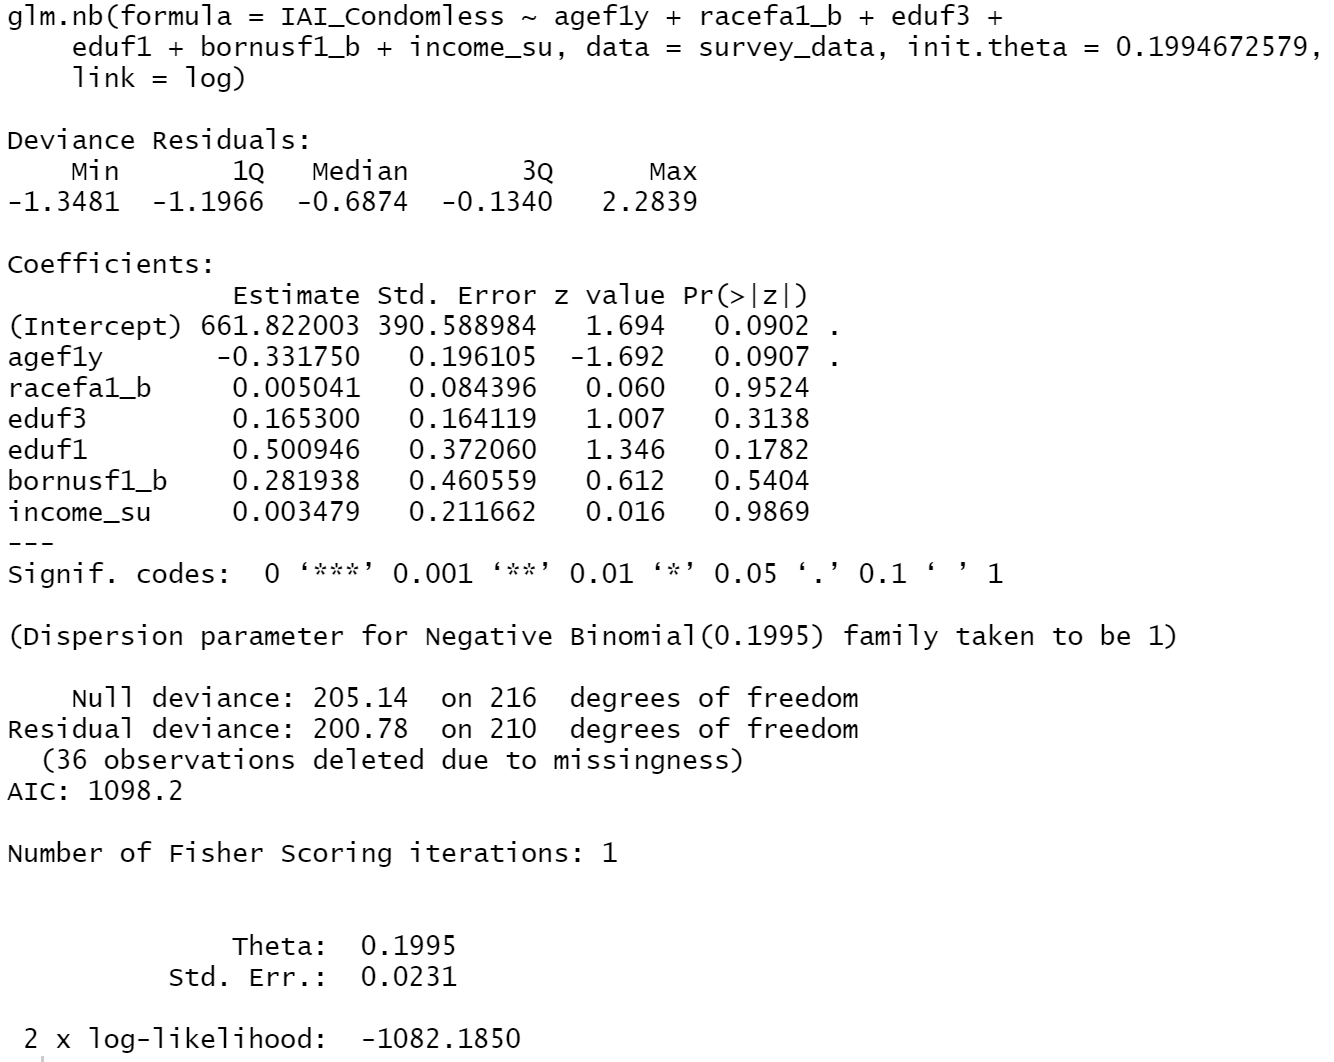 glm.nb(formula = IAI_Condomless ~ agef1y + racefa1_b + eduf3 +
    eduf1 + bornusf1_b + income_su, data = survey_data, init.theta = 0.1994672579,
    link = log)

Deviance Residuals:
    Min       1Q   Median       3Q      Max
-1.3481  -1.1966  -0.6874  -0.1340   2.2839

Coefficients:
              Estimate Std. Error z value Pr(>|z|)
(Intercept) 661.822003 390.588984   1.694   0.0902 .
agef1y       -0.331750   0.196105  -1.692   0.0907 .
racefa1_b     0.005041   0.084396   0.060   0.9524
eduf3         0.165300   0.164119   1.007   0.3138
eduf1         0.500946   0.372060   1.346   0.1782
bornusf1_b    0.281938   0.460559   0.612   0.5404
income_su     0.003479   0.211662   0.016   0.9869
---
Signif. codes:  0 ‘***’ 0.001 ‘**’ 0.01 ‘*’ 0.05 ‘.’ 0.1 ‘ ’ 1

(Dispersion parameter for Negative Binomial(0.1995) family taken to be 1)

    Null deviance: 205.14  on 216  degrees of freedom
Residual deviance: 200.78  on 210  degrees of freedom
  (36 observations deleted due to missingness)
AIC: 1098.2

Number of Fisher Scoring iterations: 1


              Theta:  0.1995
          Std. Err.:  0.0231

 2 x log-likelihood:  -1082.1850